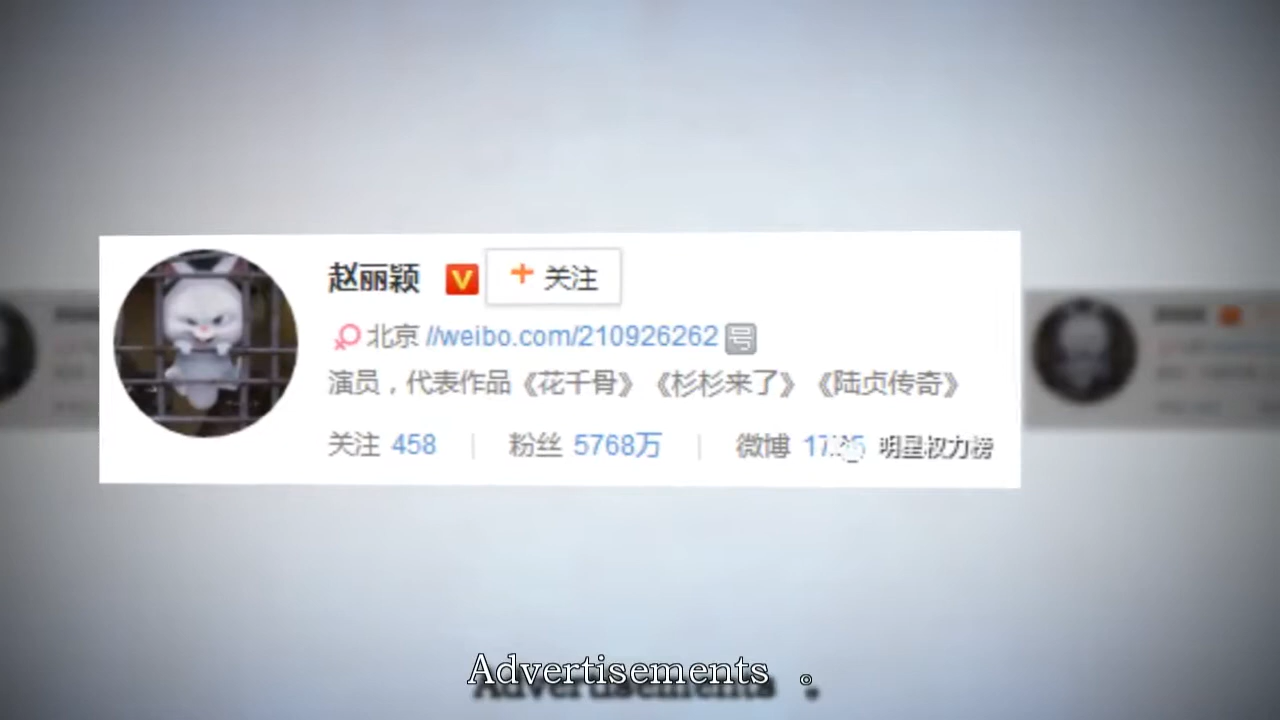 赵丽颖 V + 关注
北京 //weibo.com/210926262 号
演员，代表作品《花千骨》《杉杉来了》《陆贞传奇》
关注 458 | 粉丝 5768万 | 微博
明星权力榜
Advertisements 。